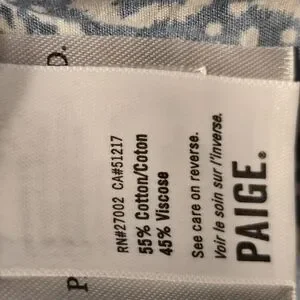 RN#27002 CA#51217
55% Cotton/Coton
45% Viscose
See care on reverse.
Voir le soin sur l'inverse.
PAIGE®